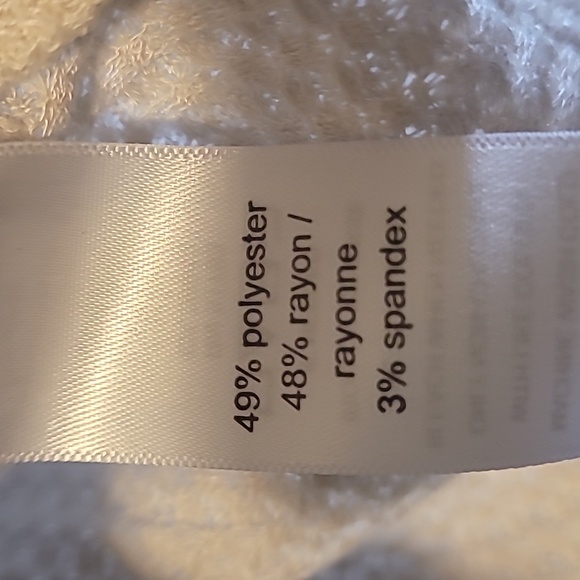 49% polyester
48% rayon /
rayonne
3% spandex